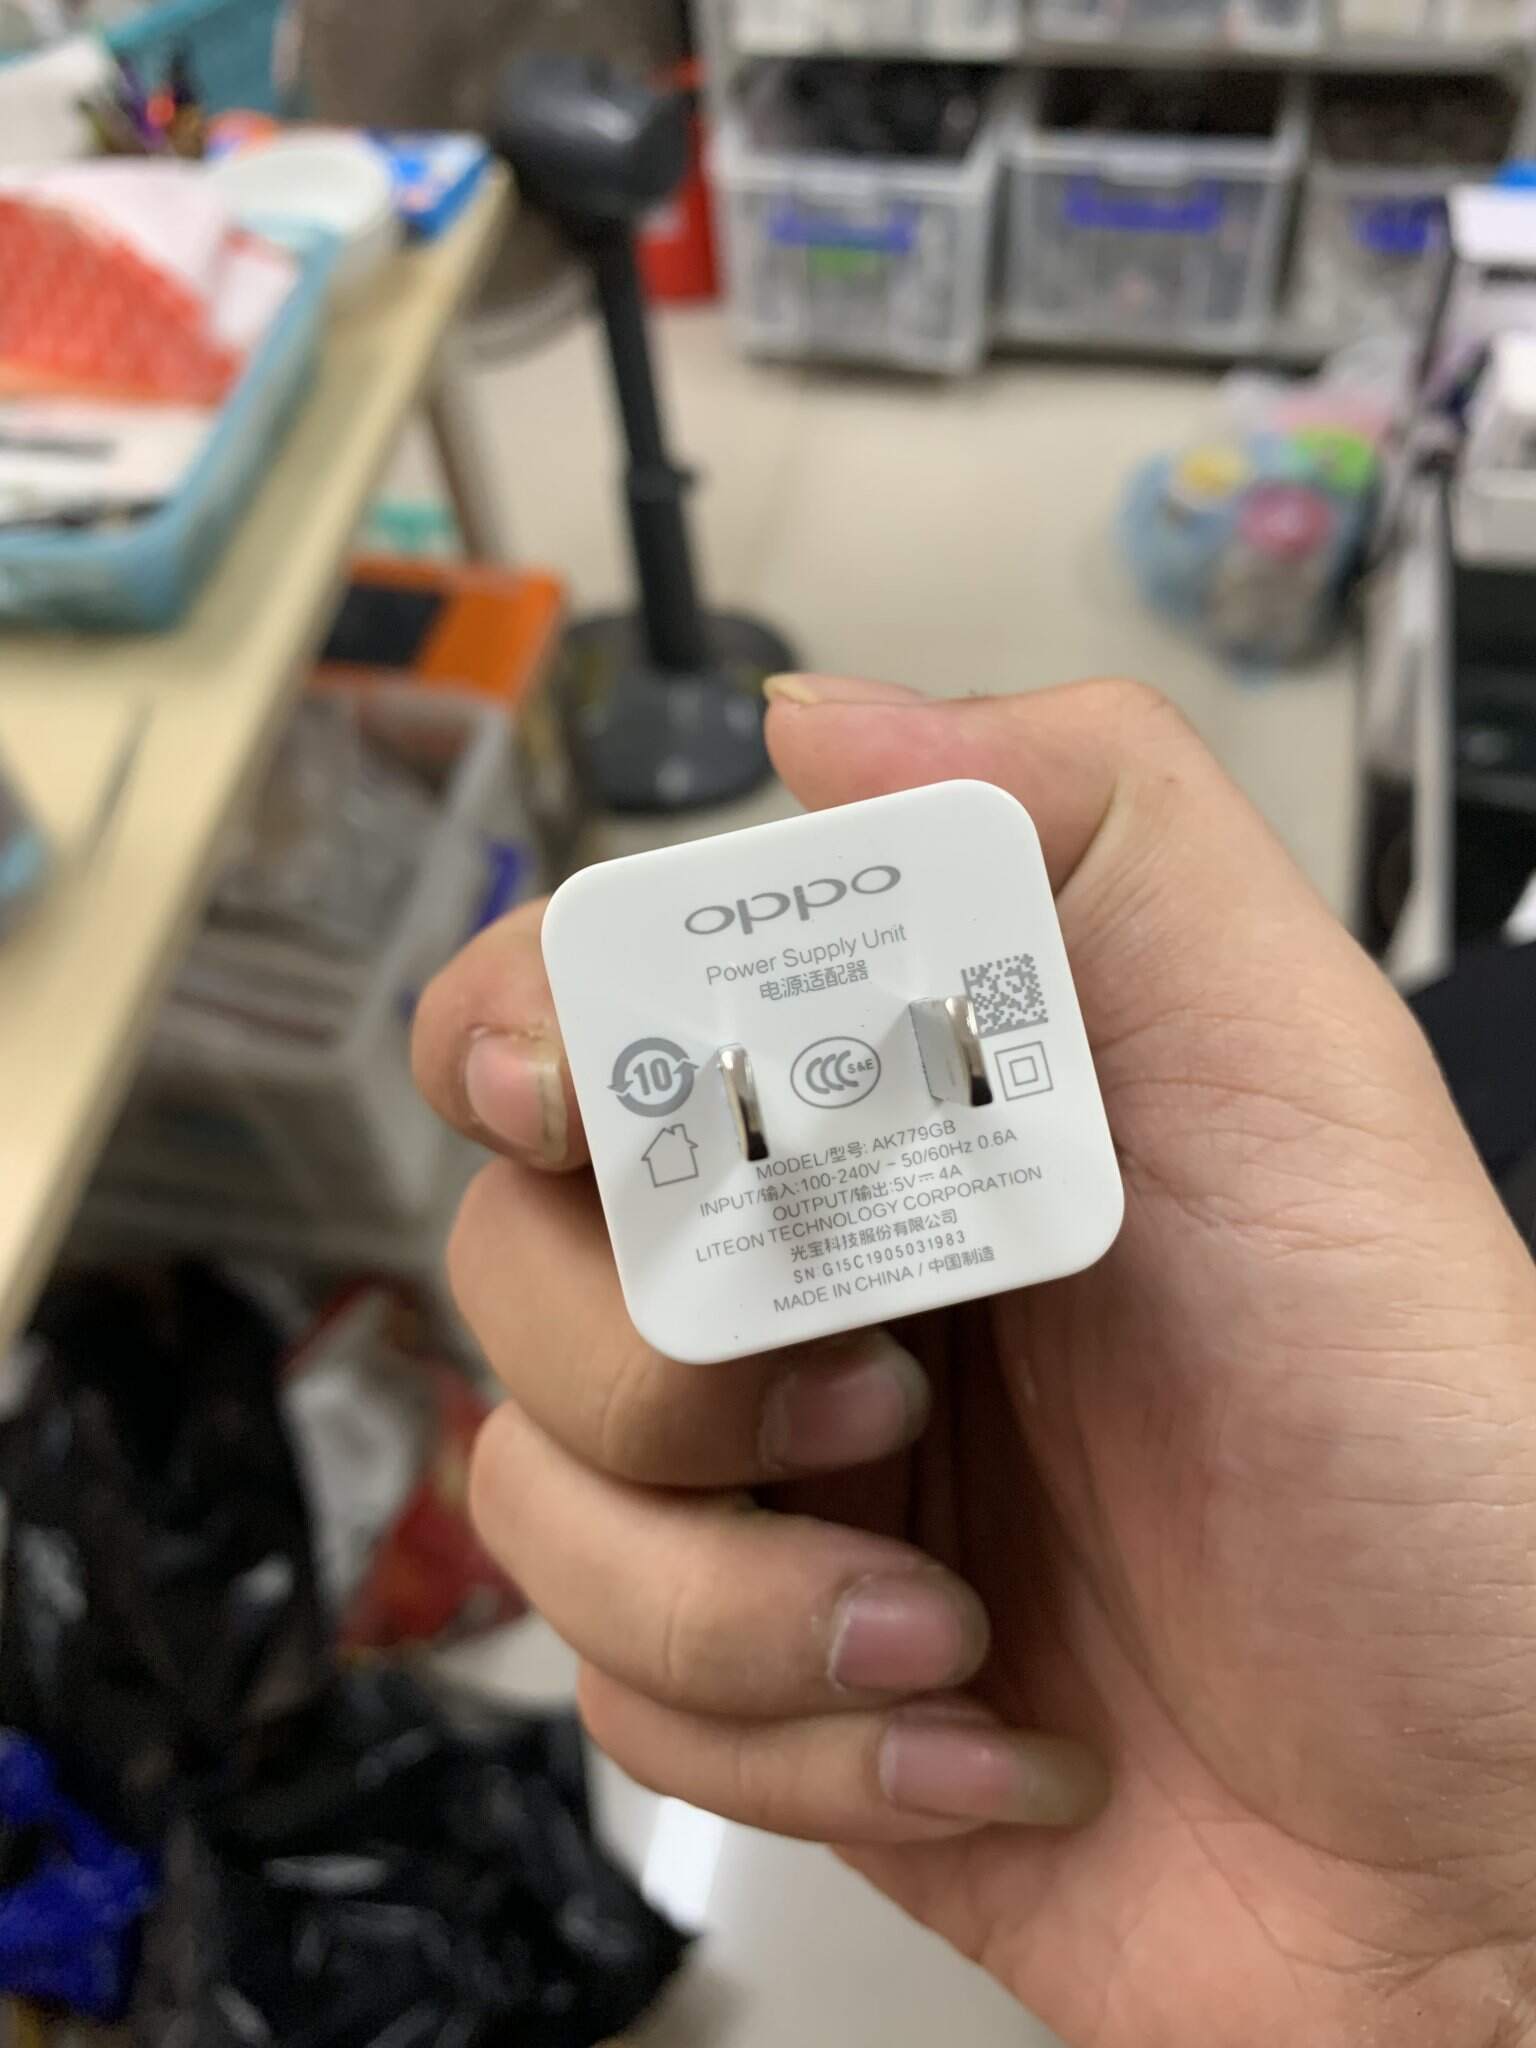 oppo
Power Supply Unit
电源适配器
10
S&E
MODEL/型号: AK779GB
INPUT/输入:100-240V ~ 50/60Hz 0.6A
OUTPUT/输出:5V⎓4A
LITEON TECHNOLOGY CORPORATION
光宝科技股份有限公司
SN:G15C1905031983
MADE IN CHINA / 中国制造